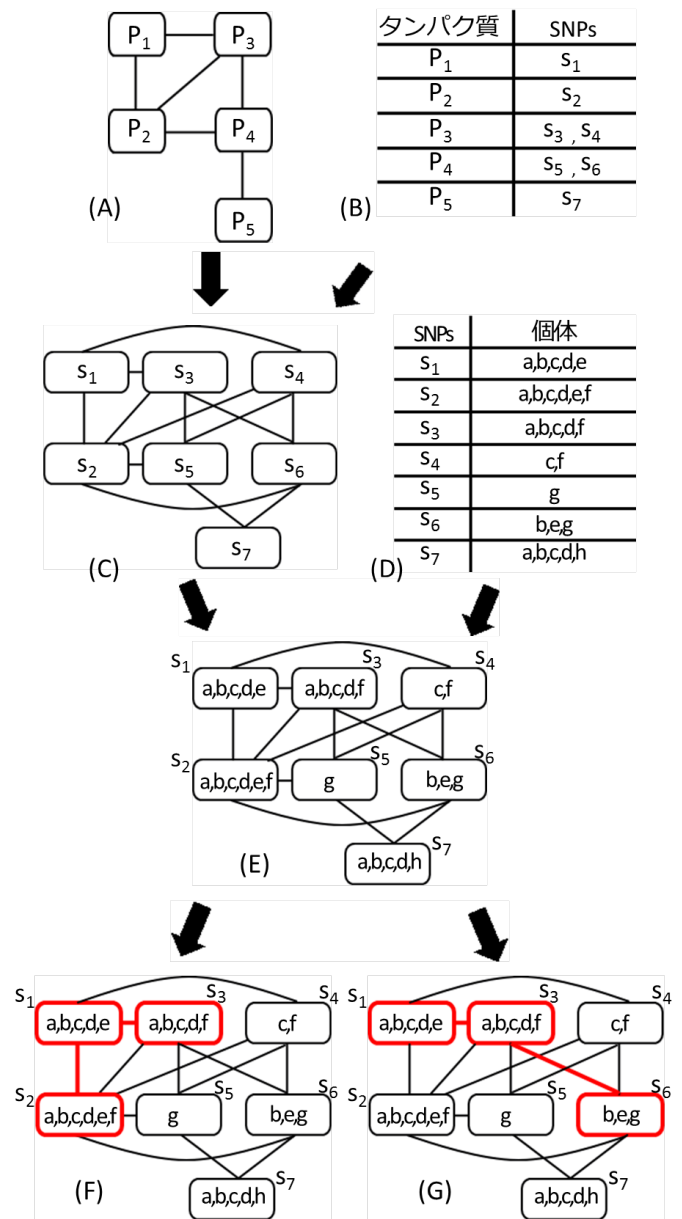 P₁ P₃
P₂ P₄
P₅
(A)
タンパク質 SNPs
P₁ s₁
P₂ s₂
P₃ s₃ , s₄
P₄ s₅ , s₆
P₅ s₇
(B)
s₁ s₃ s₄
s₂ s₅ s₆
s₇
(C)
SNPs 個体
s₁ a,b,c,d,e
s₂ a,b,c,d,e,f
s₃ a,b,c,d,f
s₄ c,f
s₅ g
s₆ b,e,g
s₇ a,b,c,d,h
(D)
s₁ s₃ s₄
a,b,c,d,e a,b,c,d,f c,f
s₂ s₅ s₆
a,b,c,d,e,f g b,e,g
s₇
a,b,c,d,h
(E)
s₁ s₃ s₄
a,b,c,d,e a,b,c,d,f c,f
s₂ s₅ s₆
a,b,c,d,e,f g b,e,g
s₇
a,b,c,d,h
(F)
s₁ s₃ s₄
a,b,c,d,e a,b,c,d,f c,f
s₂ s₅ s₆
a,b,c,d,e,f g b,e,g
s₇
a,b,c,d,h
(G)